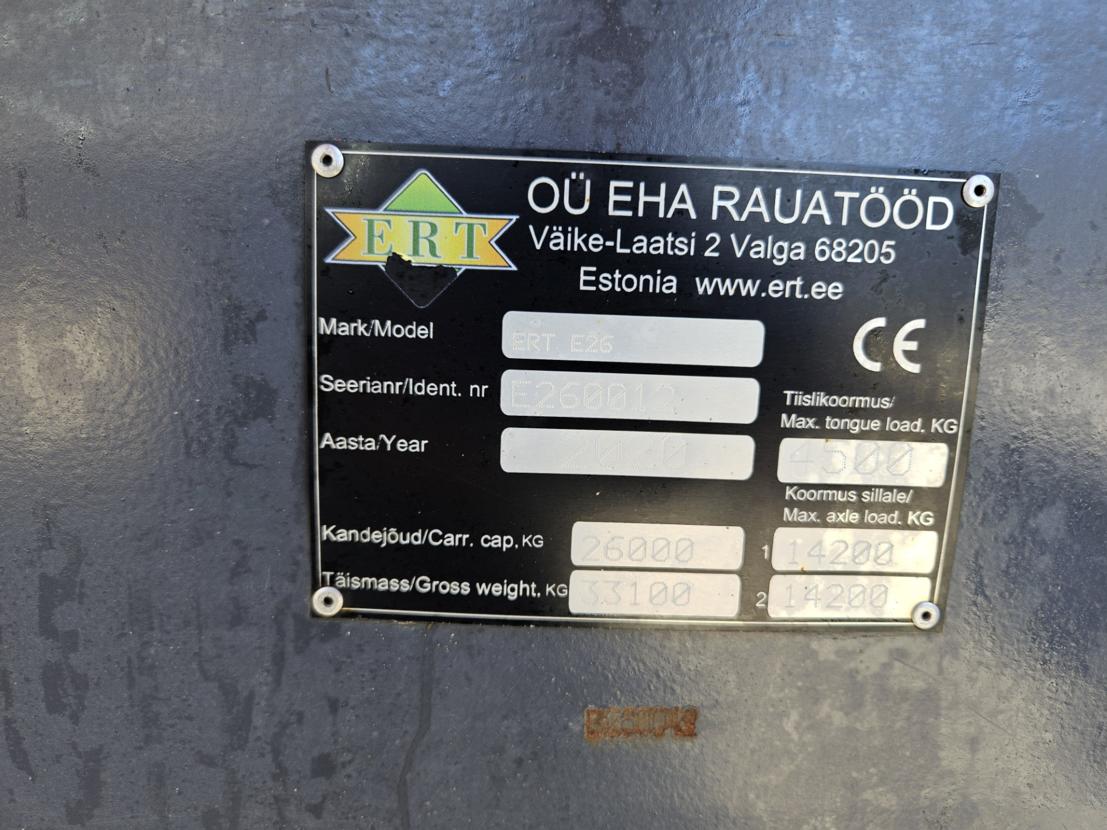 ERT
OÜ EHA RAUATÖÖD
Väike-Laatsi 2 Valga 68205
Estonia www.ert.ee
Mark/Model ERT E26
Seerianr/Ident. nr E260012
Aasta/Year
CE
Tiislikoormus/
Max. tongue load, KG
4500
Koormus sillale/
Max. axle load, KG
Kandejõud/Carr. cap, KG 26000 1 14200
Täismass/Gross weight, KG 33100 2 14200